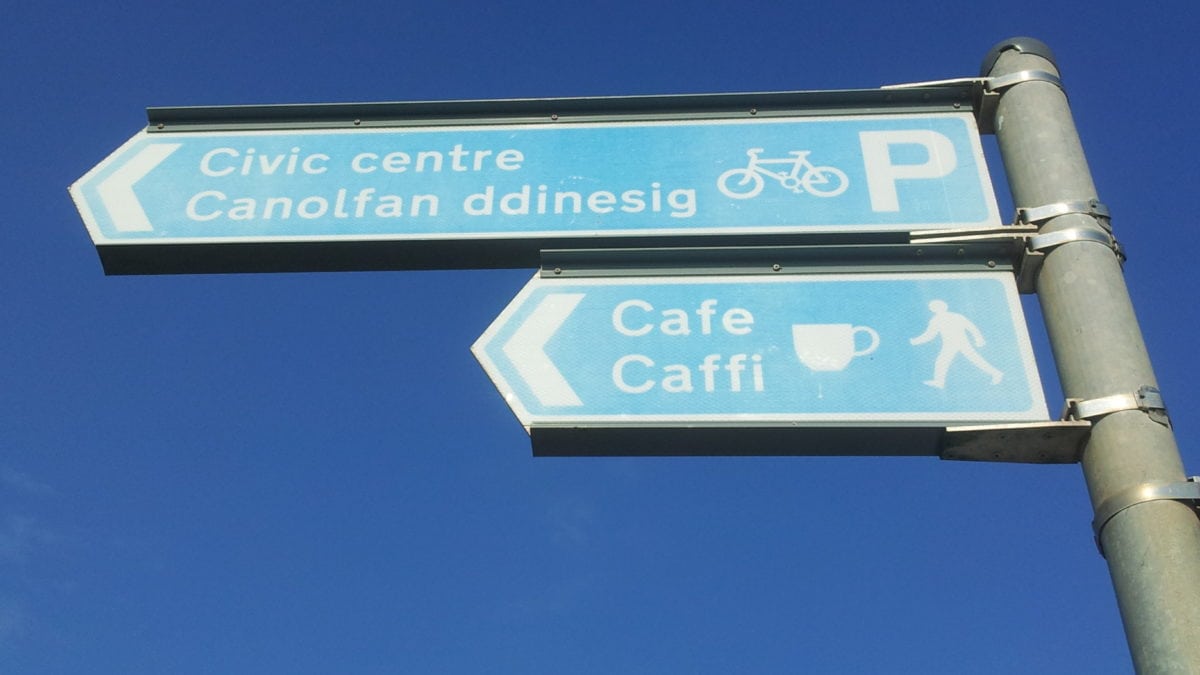 Civic centre
Canolfan ddinesig
P
Cafe
Caffi